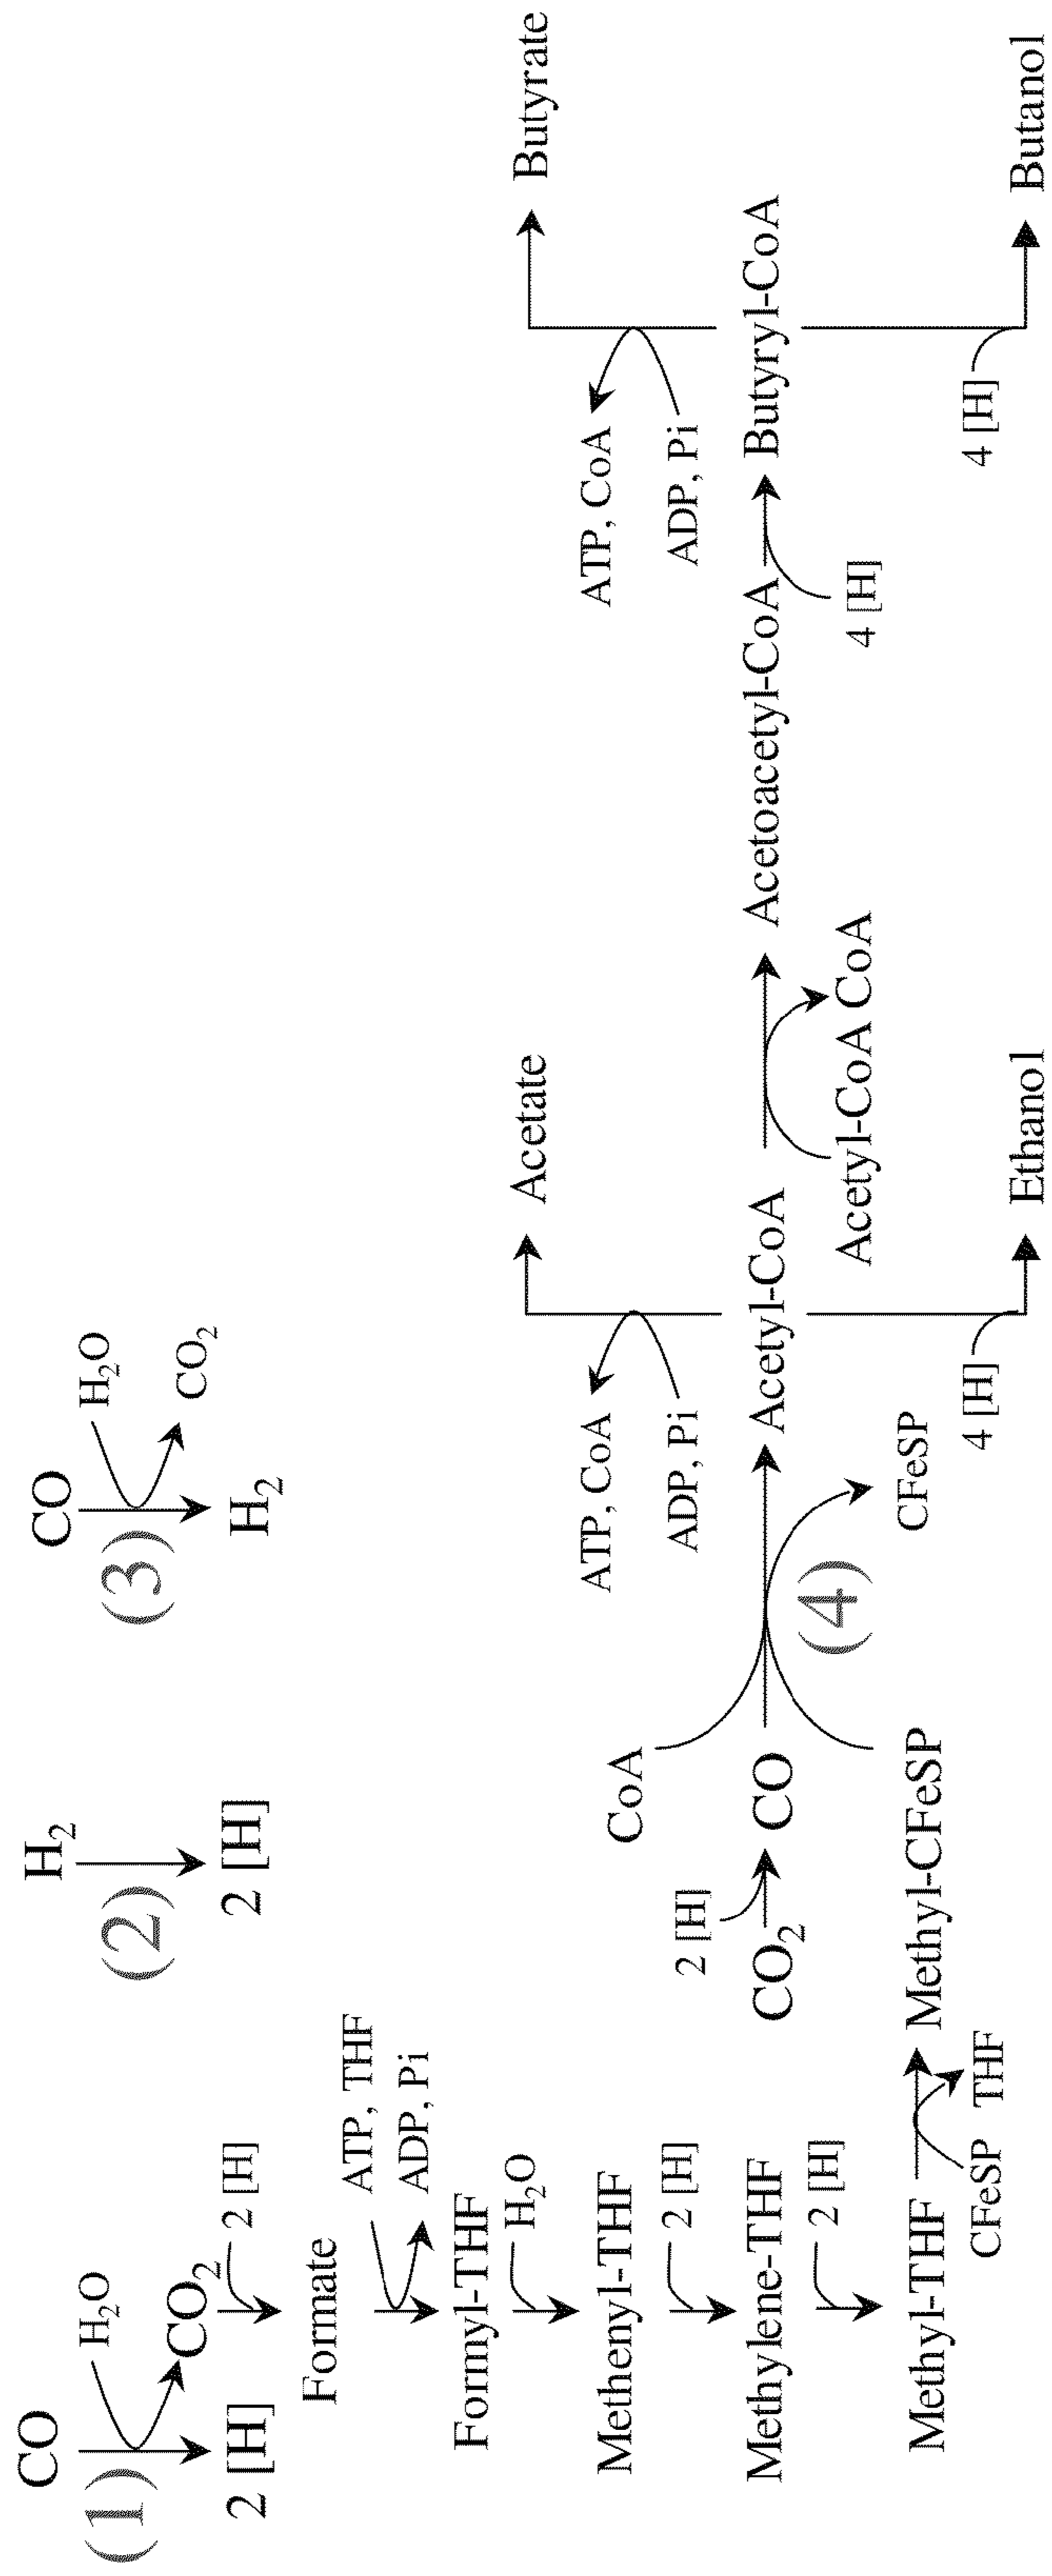 CO
H₂O
(1)
2 [H]
CO₂
2 [H]
Formate
ATP, THF
ADP, Pi
Formyl-THF
H₂O
Methenyl-THF
2 [H]
Methylene-THF
2 [H]
Methyl-THF
CFeSP
THF
Methyl-CFeSP
H₂
(2)
2 [H]
CO
H₂O
(3)
CO₂
H₂
CO₂
2 [H]
CO
CoA
(4)
CFeSP
Acetyl-CoA
ATP, CoA
ADP, Pi
Acetate
4 [H]
Ethanol
Acetyl-CoA CoA
Acetoacetyl-CoA
4 [H]
Butyryl-CoA
ATP, CoA
ADP, Pi
Butyrate
4 [H]
Butanol